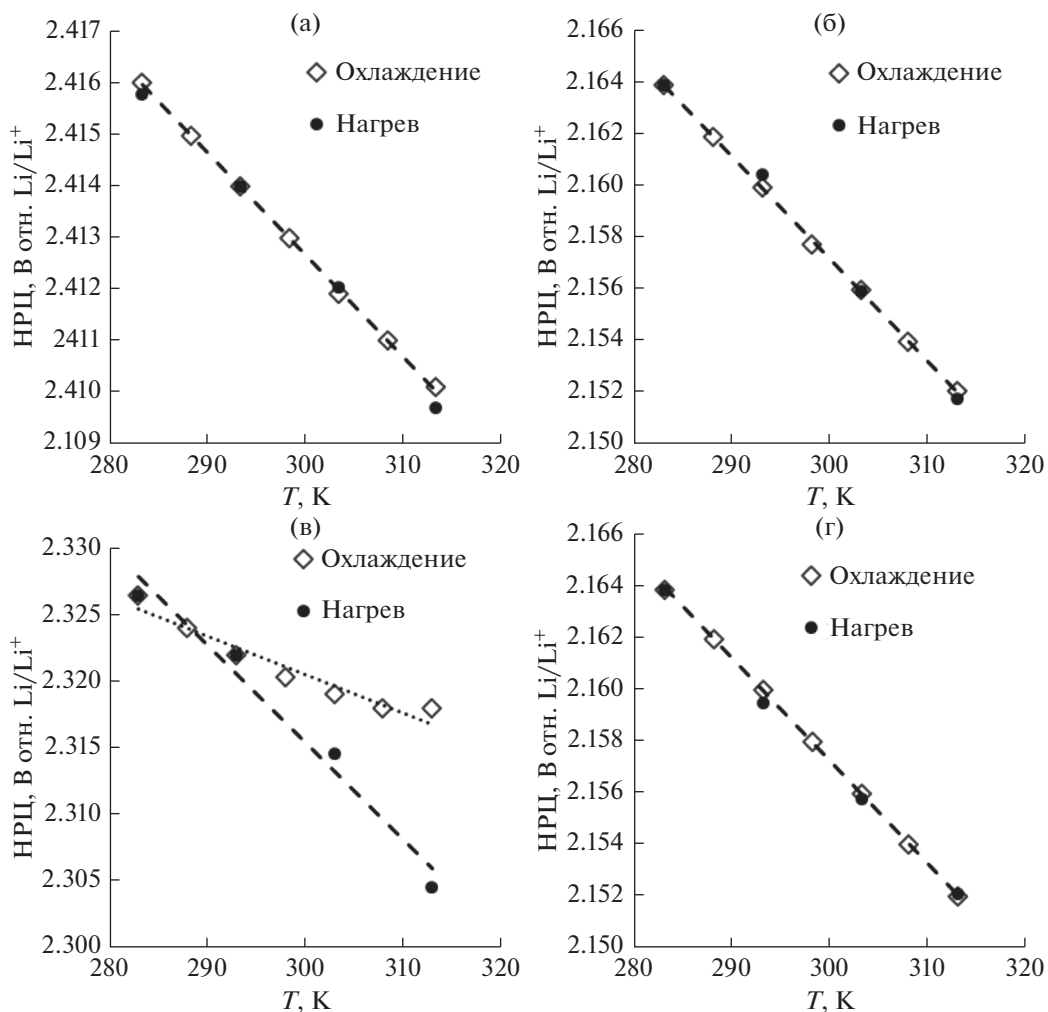 (а)
2.417
2.416
2.415
2.414
2.413
2.412
2411
2.410
2.109
НРЦ, В отн. Li/Li⁺
Охлаждение
Нагрев
280 290 300 310 320
T, K
(б)
2.166
2.164
2.162
2.160
2.158
2.156
2.154
2.152
2.150
НРЦ, В отн. Li/Li⁺
Охлаждение
Нагрев
280 290 300 310 320
T, K
(в)
2.330
2.325
2.320
2.315
2.310
2.305
2.300
НРЦ, В отн. Li/Li⁺
Охлаждение
Нагрев
280 290 300 310 320
T, K
(г)
2.166
2.164
2.162
2.160
2.158
2.156
2.154
2.152
2.150
НРЦ, В отн. Li/Li⁺
Охлаждение
Нагрев
280 290 300 310 320
T, K